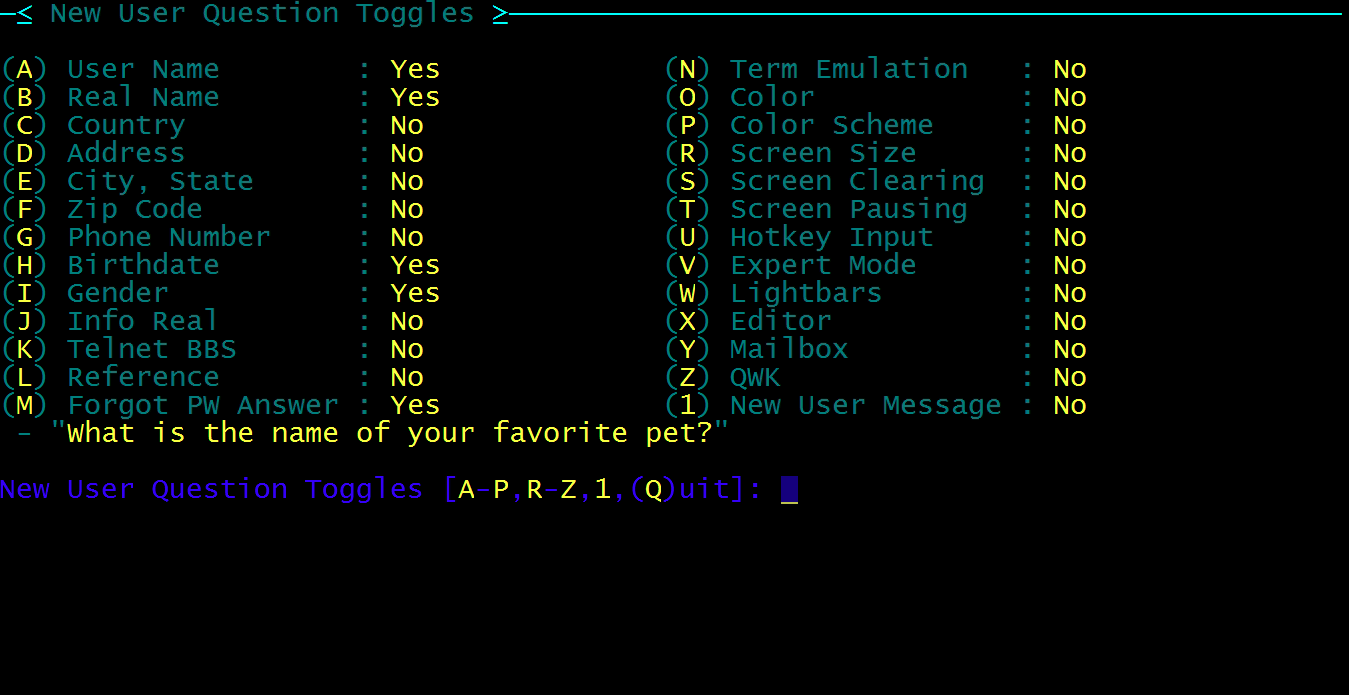 < New User Question Toggles >
(A) User Name : Yes (N) Term Emulation : No
(B) Real Name : Yes (O) Color : No
(C) Country : No (P) Color Scheme : No
(D) Address : No (R) Screen Size : No
(E) City, State : No (S) Screen Clearing : No
(F) Zip Code : No (T) Screen Pausing : No
(G) Phone Number : No (U) Hotkey Input : No
(H) Birthdate : Yes (V) Expert Mode : No
(I) Gender : Yes (W) Lightbars : No
(J) Info Real : No (X) Editor : No
(K) Telnet BBS : No (Y) Mailbox : No
(L) Reference : No (Z) QWK : No
(M) Forgot PW Answer : Yes (1) New User Message : No
- "What is the name of your favorite pet?"
New User Question Toggles [A-P,R-Z,1,(Q)uit]: _